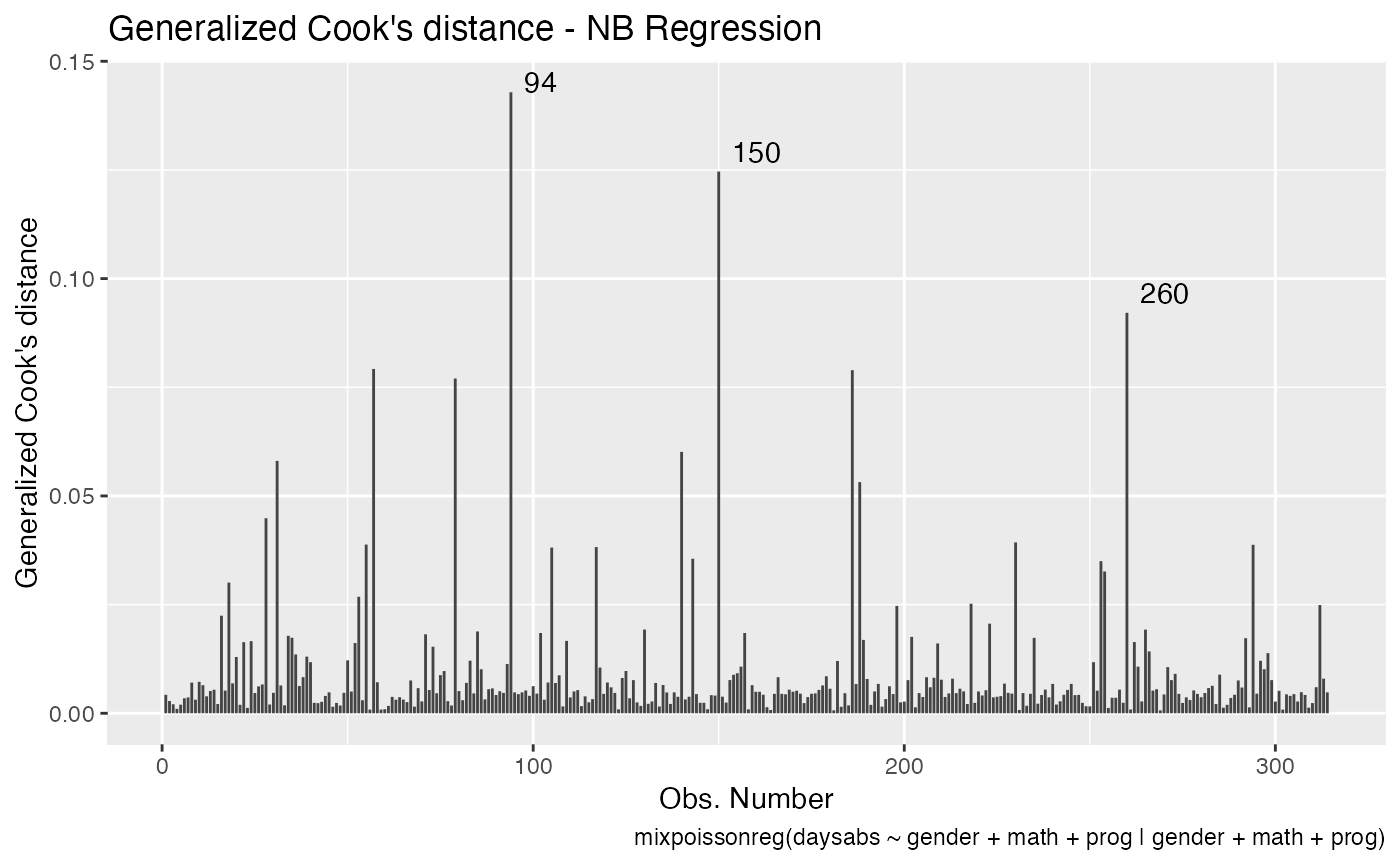 Generalized Cook's distance - NB Regression
0.15
94
150
0.10
260
Generalized Cook's distance
0.05
0.00
0 100 200 300
Obs. Number
mixpoissonreg(daysabs ~ gender + math + prog | gender + math + prog)